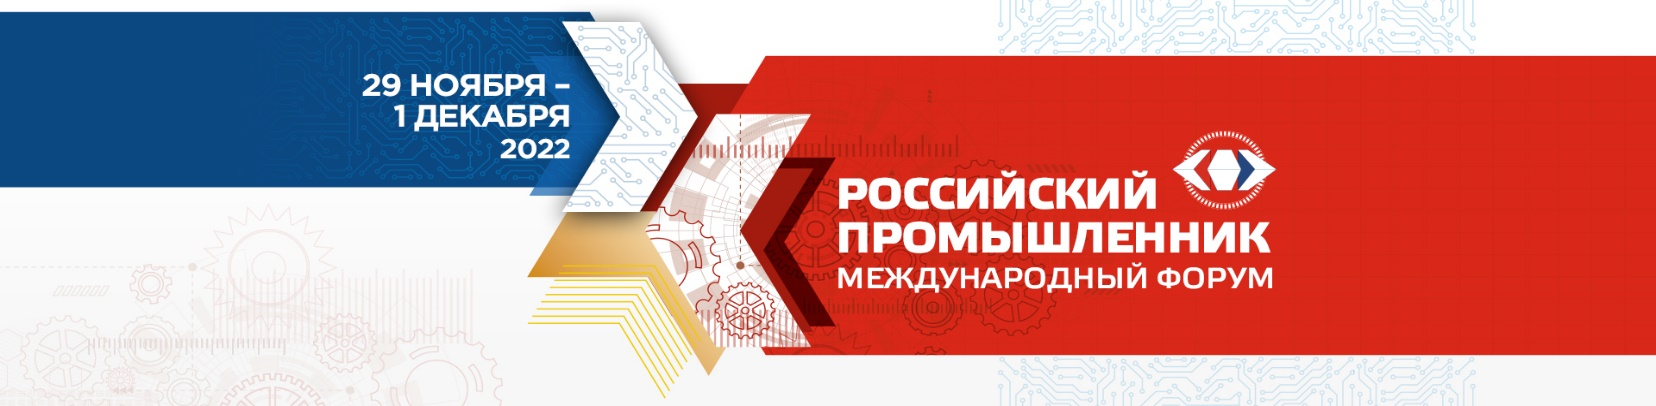 29 НОЯБРЯ –
1 ДЕКАБРЯ
2022
РОССИЙСКИЙ
ПРОМЫШЛЕННИК
МЕЖДУНАРОДНЫЙ ФОРУМ